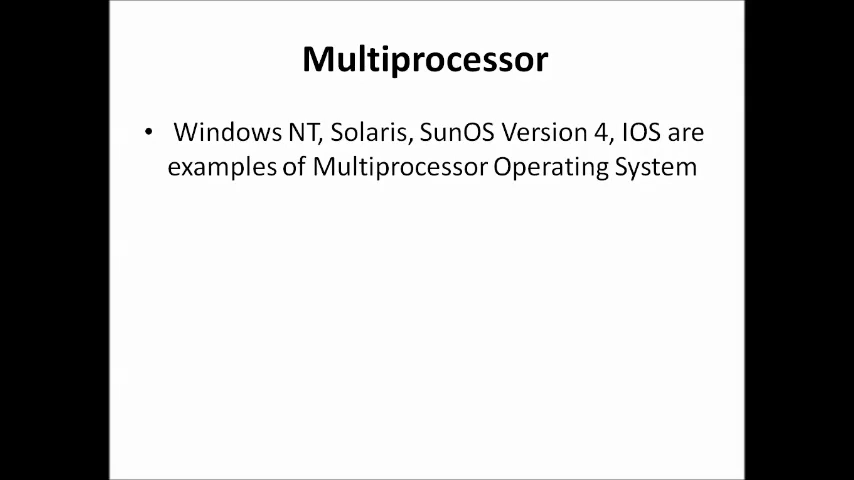 Multiprocessor
• Windows NT, Solaris, SunOS Version 4, IOS are
examples of Multiprocessor Operating System